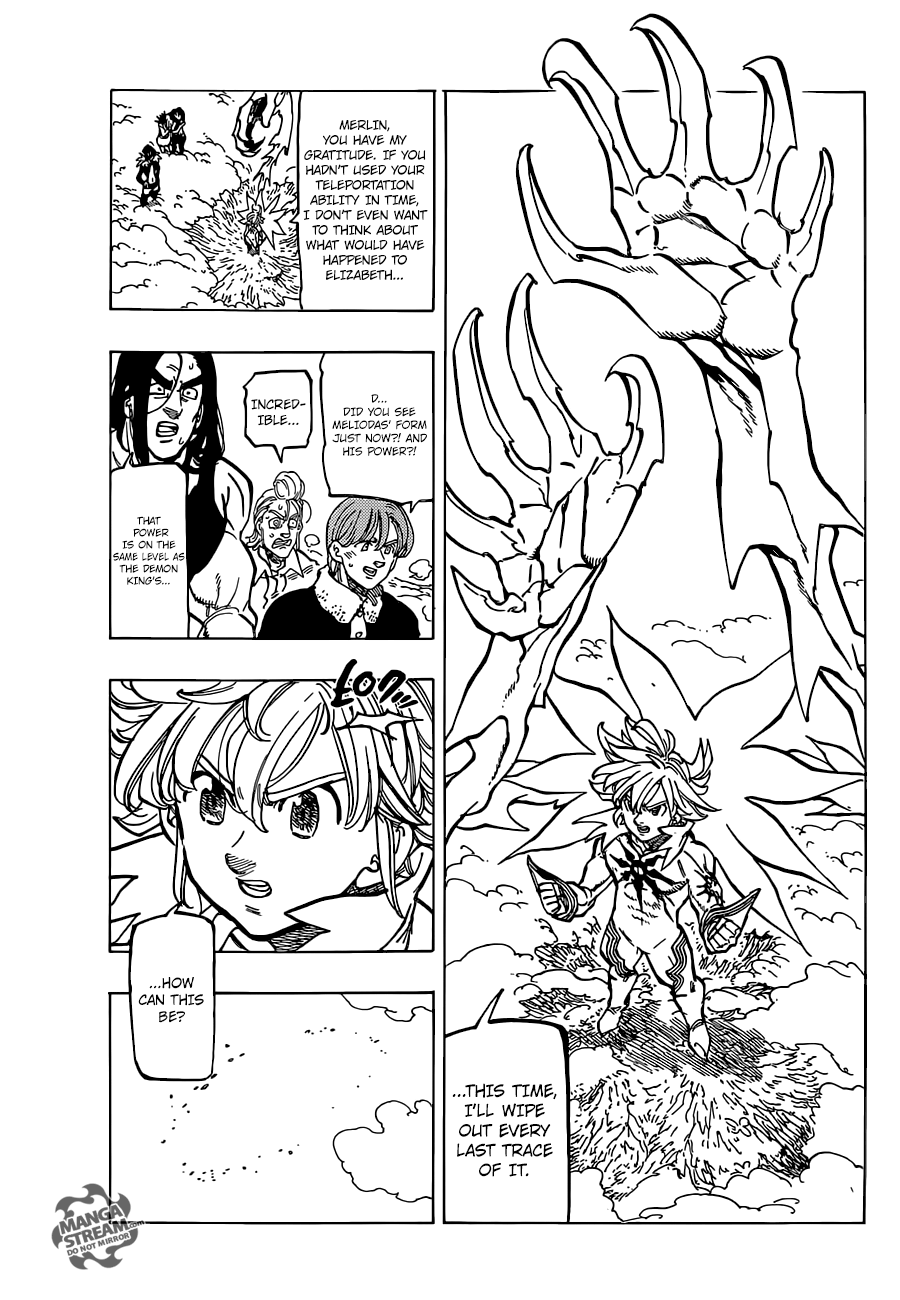 ...THIS TIME,
I'LL WIPE
OUT EVERY
LAST TRACE
OF IT.
MERLIN,
YOU HAVE MY
GRATITUDE. IF YOU
HADN'T USED YOUR
TELEPORTATION
ABILITY IN TIME,
I DON'T EVEN WANT
TO THINK ABOUT
WHAT WOULD HAVE
HAPPENED TO
ELIZABETH...
D...
DID YOU SEE
MELIODAS' FORM
JUST NOW?! AND
HIS POWER?!
INCRED-
IBLE...
THAT
POWER
IS ON THE
SAME LEVEL AS
THE DEMON
KING'S...
...HOW
CAN THIS
BE?
MANGA
STREAM.com
DO NOT MIRROR